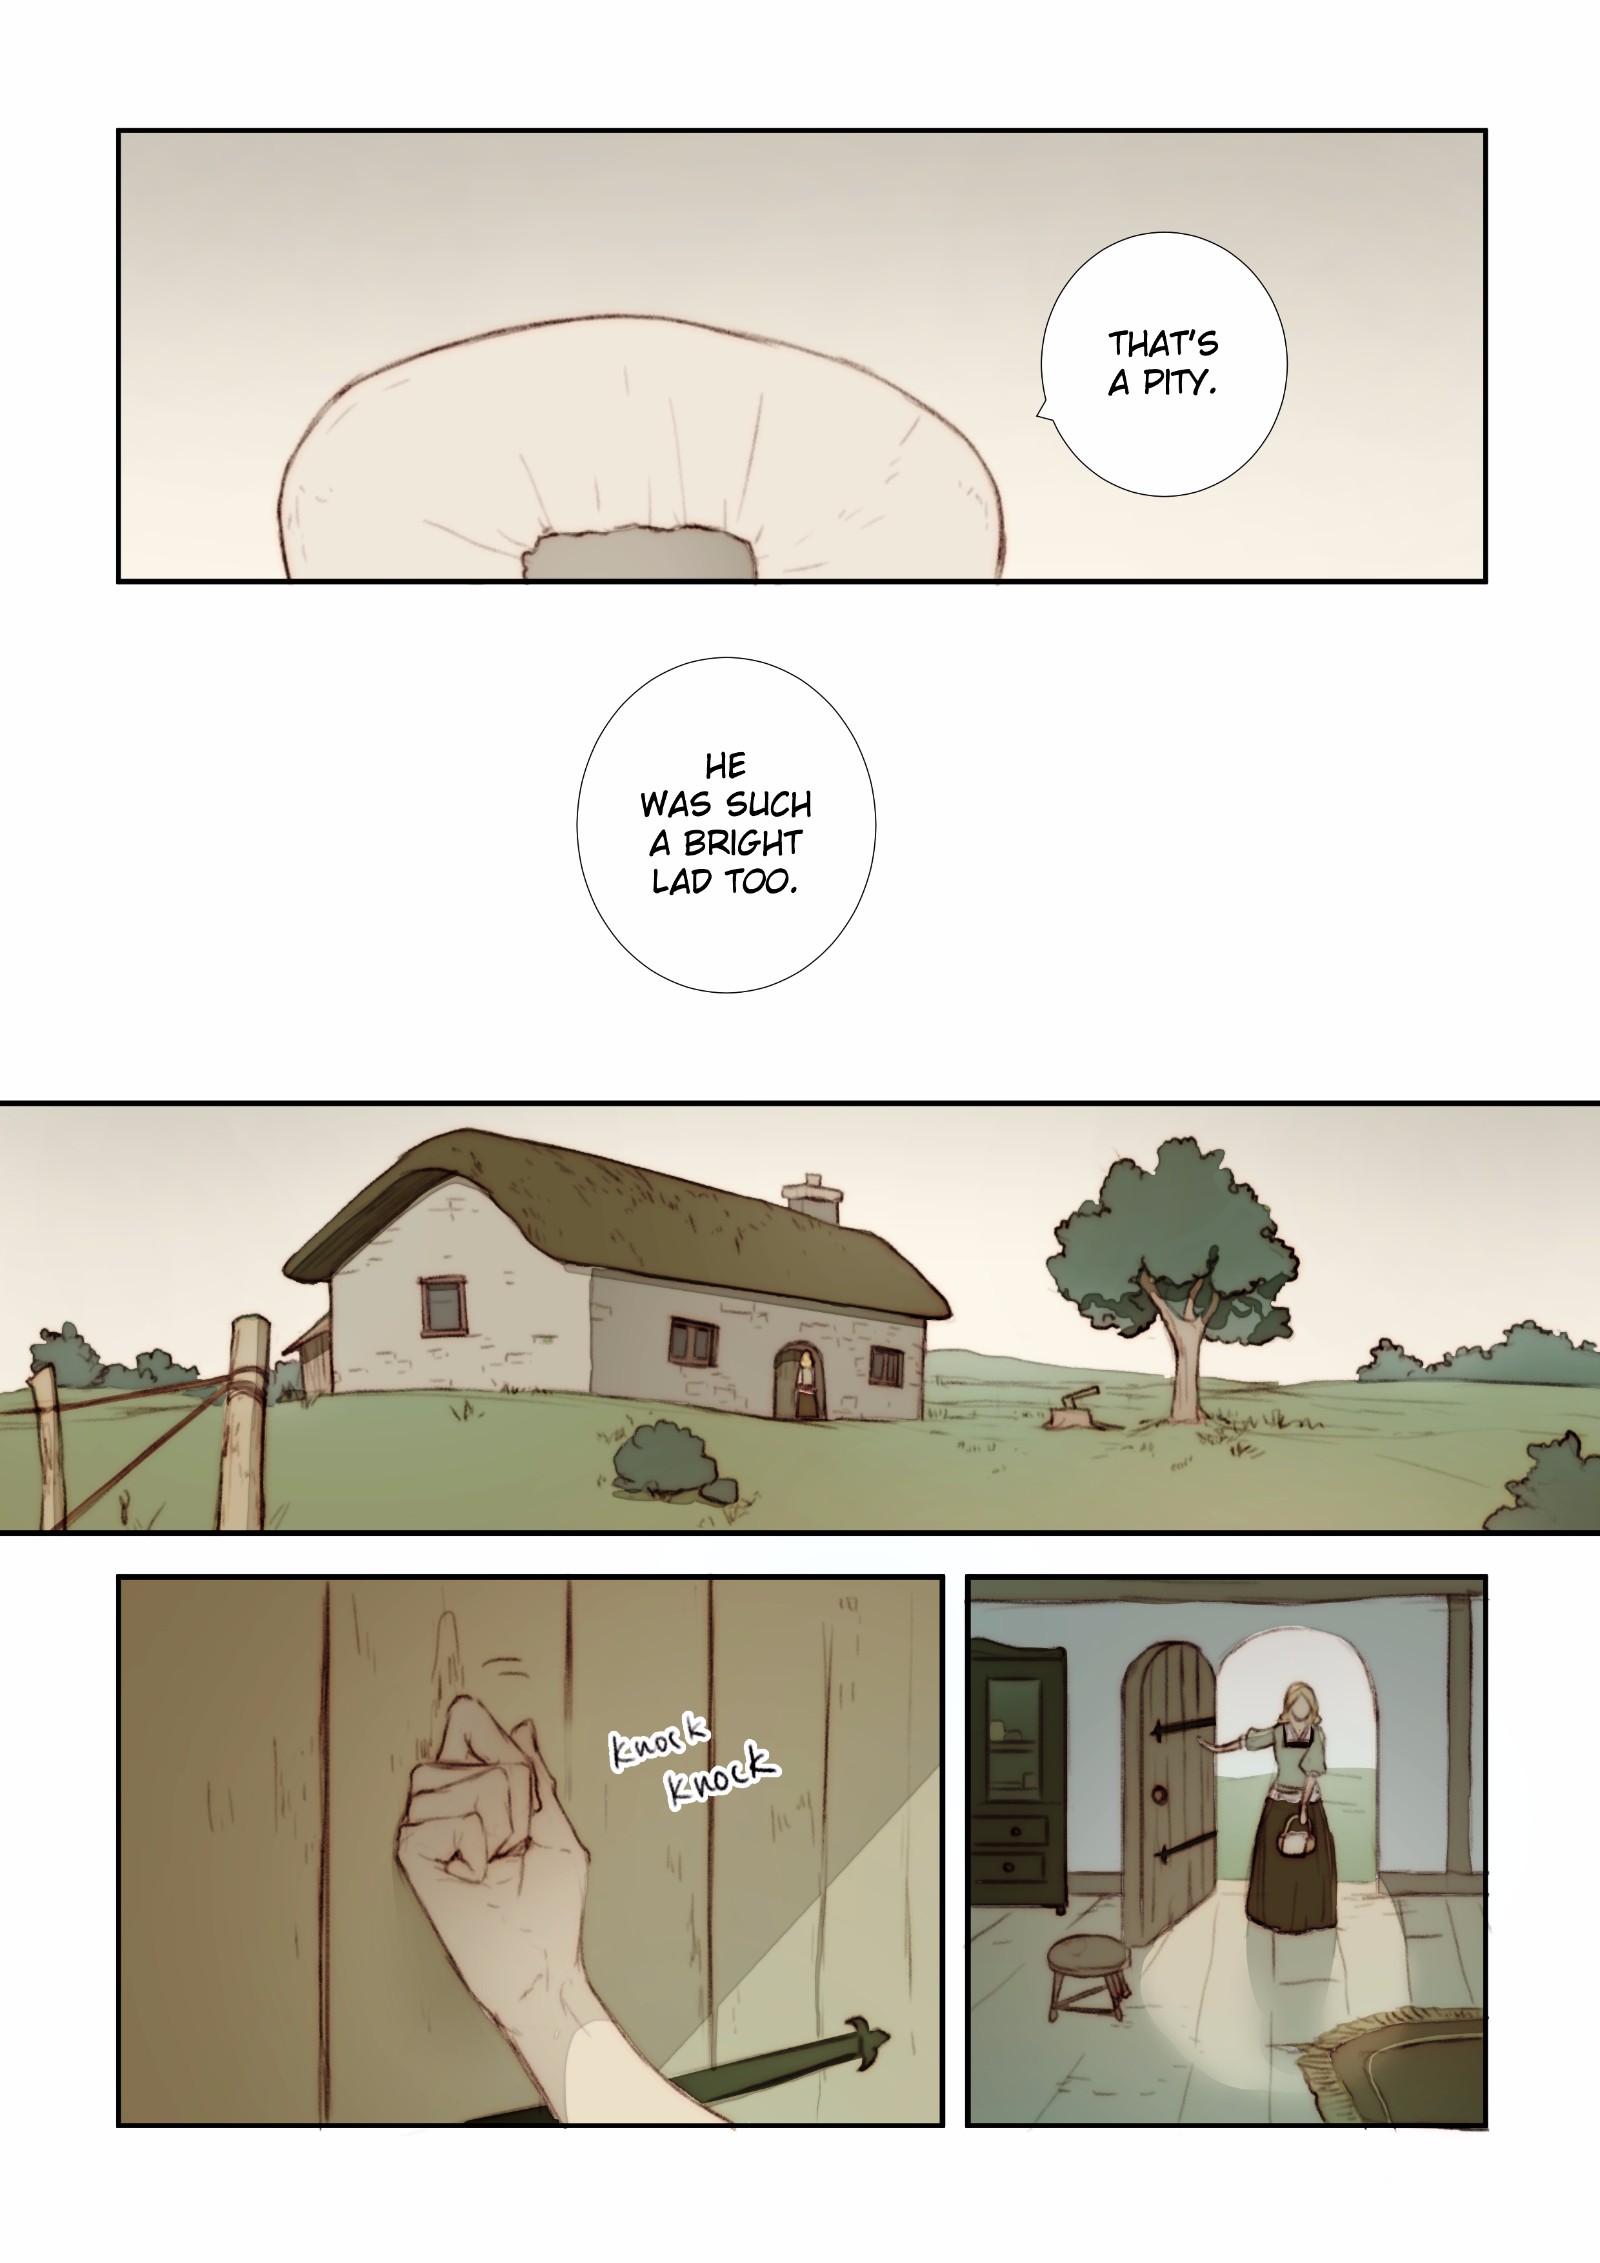 THAT'S
A PITY.
HE
WAS SUCH
A BRIGHT
LAD TOO.
knock
knock